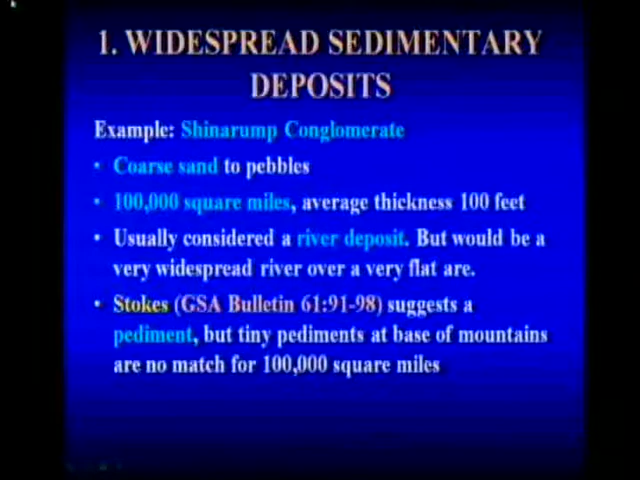 1. WIDESPREAD SEDIMENTARY
DEPOSITS
Example: Shinarump Conglomerate
• Coarse sand to pebbles
• 100,000 square miles, average thickness 100 feet
• Usually considered a river deposit. But would be a
very widespread river over a very flat are.
• Stokes (GSA Bulletin 61:91-98) suggests a
pediment, but tiny pediments at base of mountains
are no match for 100,000 square miles